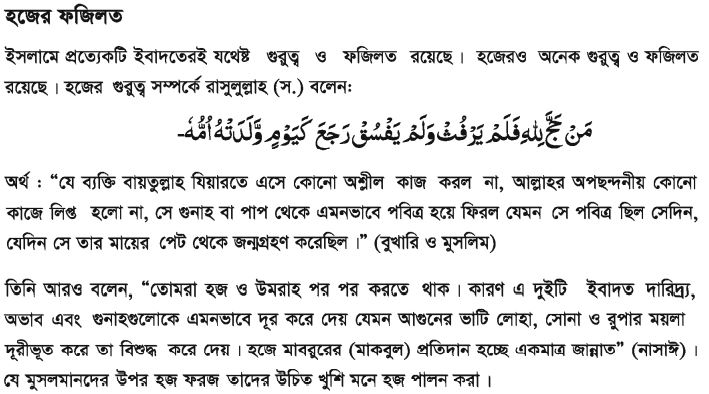 হজের ফজিলত
ইসলামে প্রত্যেকটি ইবাদতেরই যথেষ্ট গুরুত্ব ও ফজিলত রয়েছে। হজেরও অনেক গুরুত্ব ও ফজিলত
রয়েছে। হজের গুরুত্ব সম্পর্কে রাসুলুল্লাহ (স.) বলেন:
مَنْ حَجَّ لِلّٰهِ فَلَمْ يَرْفُثْ وَلَمْ يَفْسُقْ رَجَعَ كَيَوْمٍ وَّلَدَتْهُ اُمُّهٗ-
অর্থ : “যে ব্যক্তি বায়তুল্লাহ যিয়ারতে এসে কোনো অশ্লীল কাজ করল না, আল্লাহর অপছন্দনীয় কোনো
কাজে লিপ্ত হলো না, সে গুনাহ বা পাপ থেকে এমনভাবে পবিত্র হয়ে ফিরল যেমন সে পবিত্র ছিল সেদিন,
যেদিন সে তার মায়ের পেট থেকে জন্মগ্রহণ করেছিল।” (বুখারি ও মুসলিম)
তিনি আরও বলেন, “তোমরা হজ ও উমরাহ পর পর করতে থাক। কারণ এ দুইটি ইবাদত দারিদ্র্য,
অভাব এবং গুনাহগুলোকে এমনভাবে দূর করে দেয় যেমন আগুনের ভাটি লোহা, সোনা ও রুপার ময়লা
দূরীভূত করে তা বিশুদ্ধ করে দেয়। হজে মাবরুরের (মাকবুল) প্রতিদান হচ্ছে একমাত্র জান্নাত” (নাসাঈ)।
যে মুসলমানদের উপর হজ ফরজ তাদের উচিত খুশি মনে হজ পালন করা।